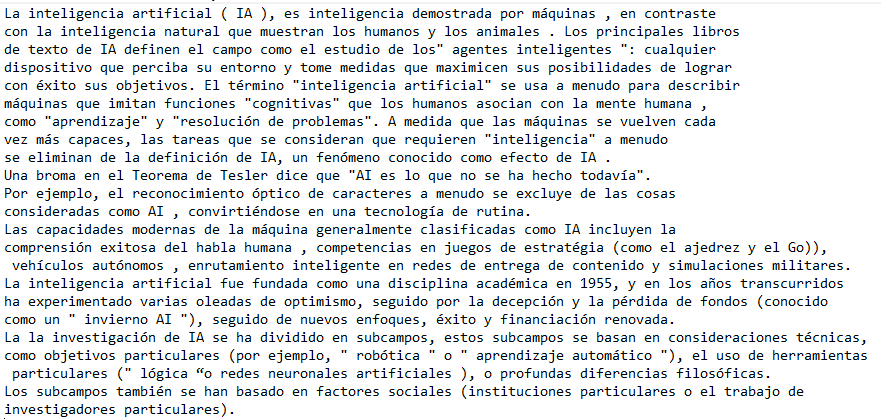 La inteligencia artificial ( IA ), es inteligencia demostrada por máquinas , en contraste
con la inteligencia natural que muestran los humanos y los animales . Los principales libros
de texto de IA definen el campo como el estudio de los" agentes inteligentes ": cualquier
dispositivo que perciba su entorno y tome medidas que maximicen sus posibilidades de lograr
con éxito sus objetivos. El término "inteligencia artificial" se usa a menudo para describir
máquinas que imitan funciones "cognitivas" que los humanos asocian con la mente humana ,
como "aprendizaje" y "resolución de problemas". A medida que las máquinas se vuelven cada
vez más capaces, las tareas que se consideran que requieren "inteligencia" a menudo
se eliminan de la definición de IA, un fenómeno conocido como efecto de IA .
Una broma en el Teorema de Tesler dice que "AI es lo que no se ha hecho todavía".
Por ejemplo, el reconocimiento óptico de caracteres a menudo se excluye de las cosas
consideradas como AI , convirtiéndose en una tecnología de rutina.
Las capacidades modernas de la máquina generalmente clasificadas como IA incluyen la
comprensión exitosa del habla humana , competencias en juegos de estratégia (como el ajedrez y el Go)),
 vehículos autónomos , enrutamiento inteligente en redes de entrega de contenido y simulaciones militares.
La inteligencia artificial fue fundada como una disciplina académica en 1955, y en los años transcurridos
ha experimentado varias oleadas de optimismo, seguido por la decepción y la pérdida de fondos (conocido
como un " invierno AI "), seguido de nuevos enfoques, éxito y financiación renovada.
La la investigación de IA se ha dividido en subcampos, estos subcampos se basan en consideraciones técnicas,
como objetivos particulares (por ejemplo, " robótica " o " aprendizaje automático "), el uso de herramientas
 particulares (" lógica “o redes neuronales artificiales ), o profundas diferencias filosóficas.
Los subcampos también se han basado en factores sociales (instituciones particulares o el trabajo de
investigadores particulares).